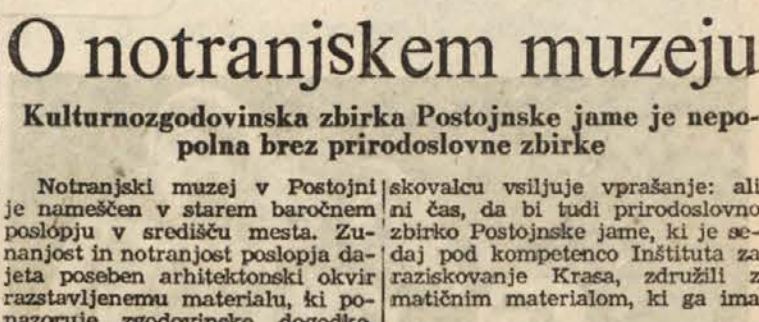 O notranjskem muzeju
Kulturnozgodovinska zbirka Postojnske jame je nepo-
polna brez prirodoslovne zbirke
Notranjski muzej v Postojni
je nameščen v starem baročnem
poslopju v središču mesta. Zu-
nanjost in notranjost poslopja da-
jeta poseben arhitektonski okvir
razstavljenemu materialu, ki po-
nazoruje zgodovinske dogodke
skovalcu vsiljuje vprašanje: ali
ni čas, da bi tudi prirodoslovno
zbirko Postojnske jame, ki je se-
daj pod kompetenco Inštituta za
raziskovanje Krasa, združili z
matičnim materialom, ki ga ima